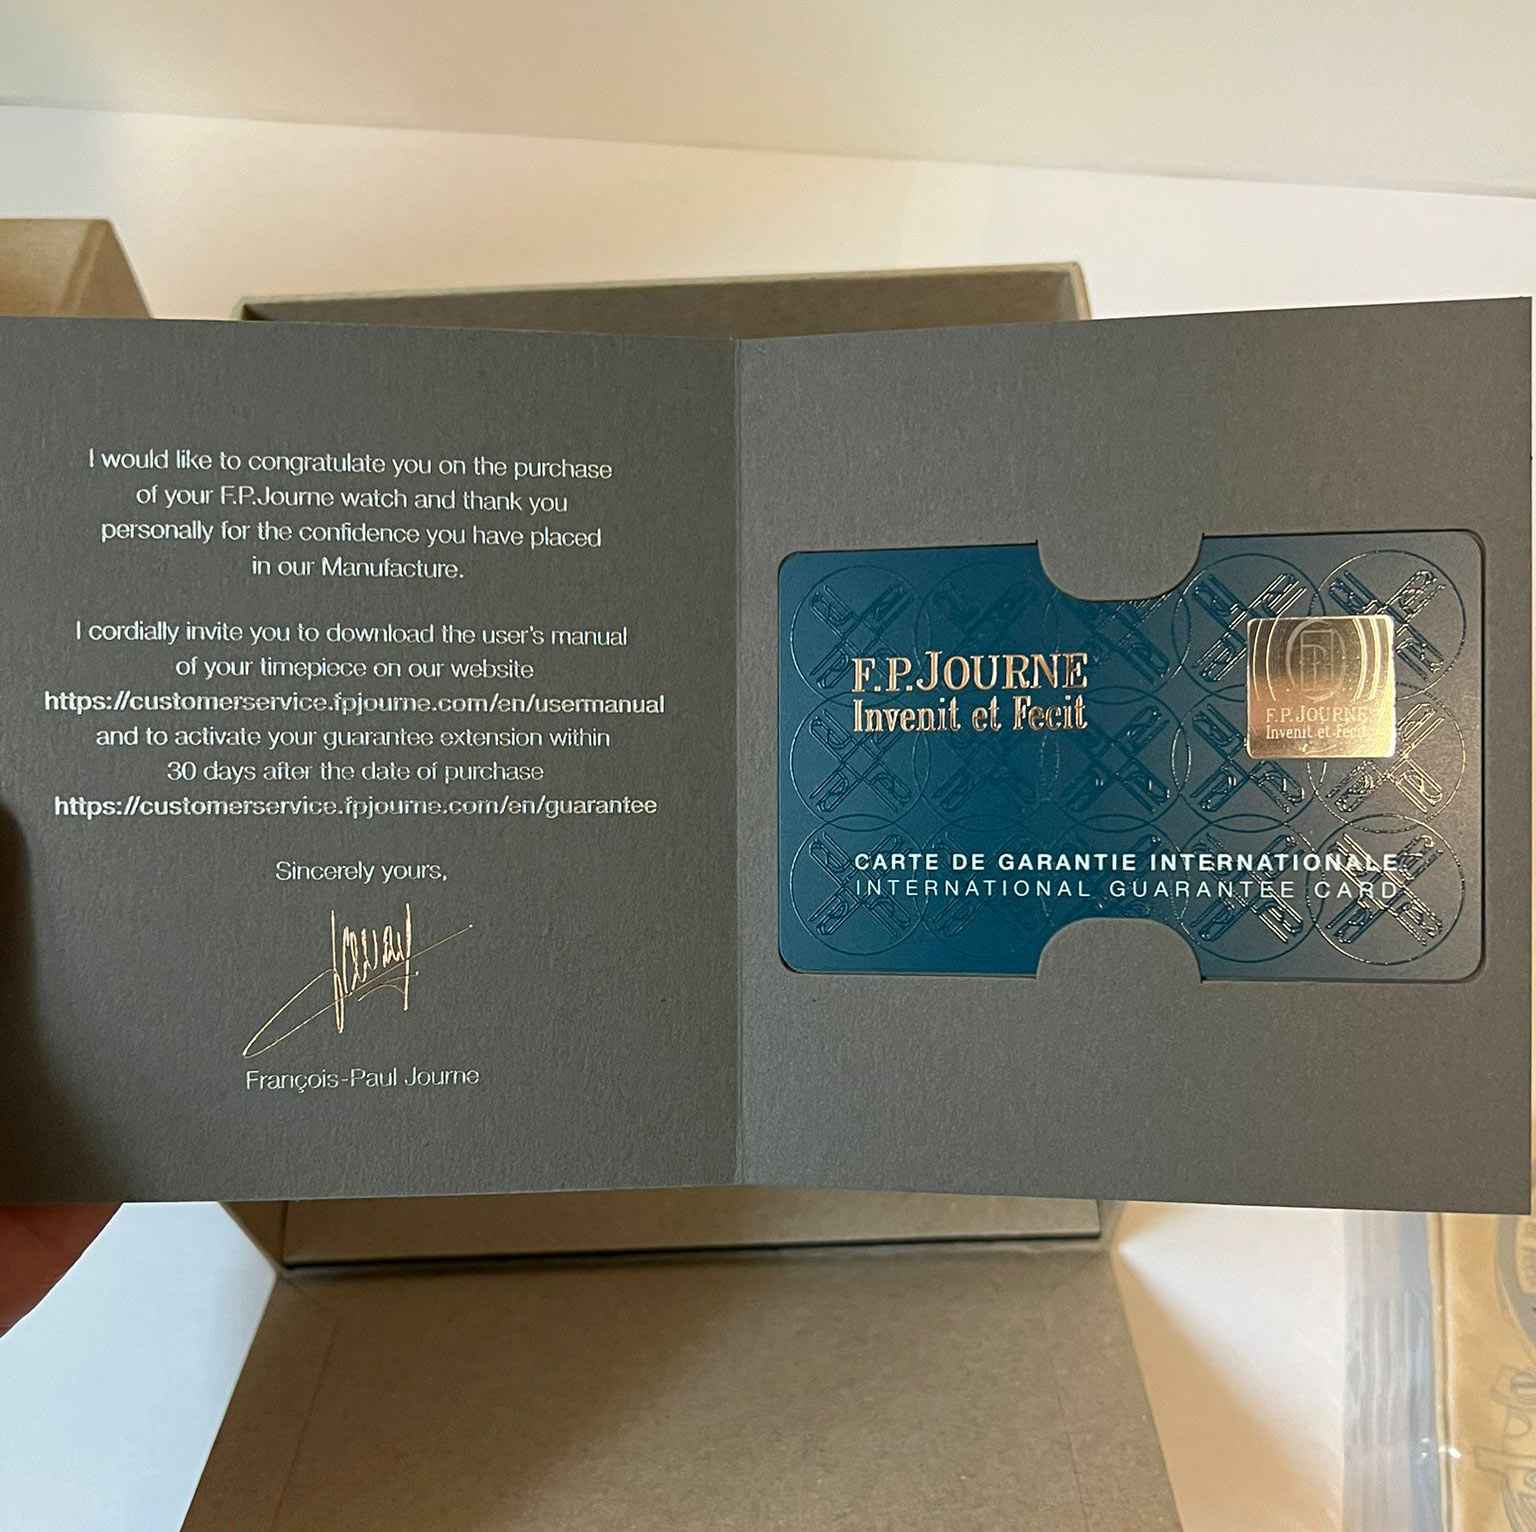 I would like to congratulate you on the purchase
of your F.P.Journe watch and thank you
personally for the confidence you have placed
in our Manufacture.
I cordially invite you to download the user's manual
of your timepiece on our website
https://customerservice.fpjourne.com/en/usermanual
and to activate your guarantee extension within
30 days after the date of purchase
https://customerservice.fpjourne.com/en/guarantee
Sincerely yours,
François-Paul Journe
F.P.JOURNE
Invenit et Fecit
F.P.JOURNE
Invenit et Fecit
CARTE DE GARANTIE INTERNATIONALE
INTERNATIONAL GUARANTEE CARD